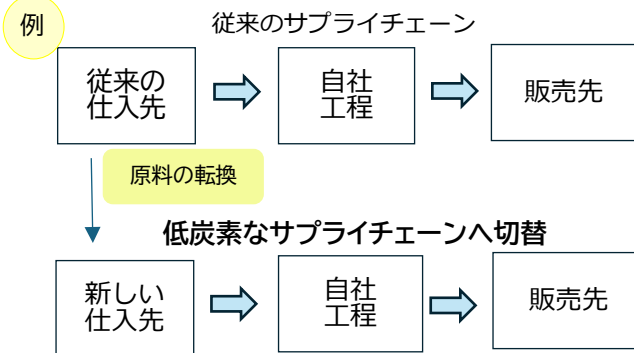 例
従来のサプライチェーン
従来の
仕入先
自社
工程
販売先
原料の転換
低炭素なサプライチェーンへ切替
新しい
仕入先
自社
工程
販売先